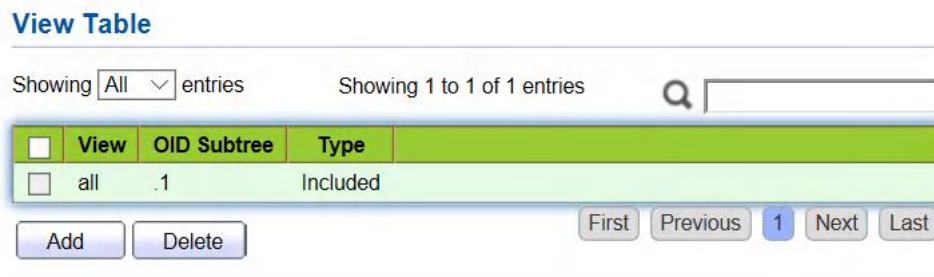 View Table
Showing All entries Showing 1 to 1 of 1 entries
View OID Subtree Type
all .1 Included
Add Delete First Previous 1 Next Last